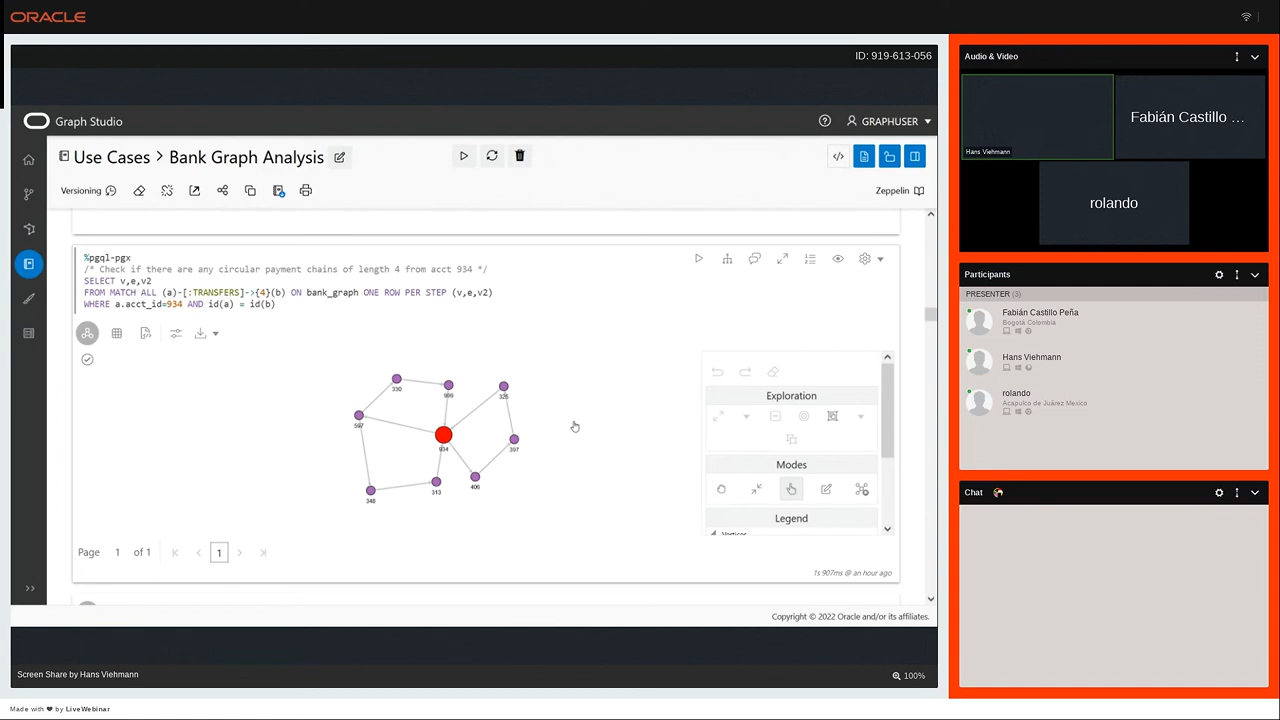 ORACLE
ID: 919-613-056
Graph Studio
GRAPHUSER
Use Cases > Bank Graph Analysis
Versioning
Zeppelin
%pgql-pgx
/* Check if there are any circular payment chains of length 4 from acct 934 */
SELECT v,e,v2
FROM MATCH ALL (a)-[:TRANSFERS]->{4}(b) ON bank_graph ONE ROW PER STEP (v,e,v2)
WHERE a.acct_id=934 AND id(a) = id(b)
330
999
325
587
934
397
406
313
348
Exploration
Modes
Legend
Vertices
Page 1 of 1
1
1s 907ms @ an hour ago
Copyright © 2022 Oracle and/or its affiliates.
Screen Share by Hans Viehmann
100%
Made with ❤ by LiveWebinar
Audio & Video
Hans Viehmann
Fabián Castillo ...
rolando
Participants
PRESENTER (3)
Fabián Castillo Peña
Bogotá Colombia
Hans Viehmann
rolando
Acapulco de Juárez Mexico
Chat